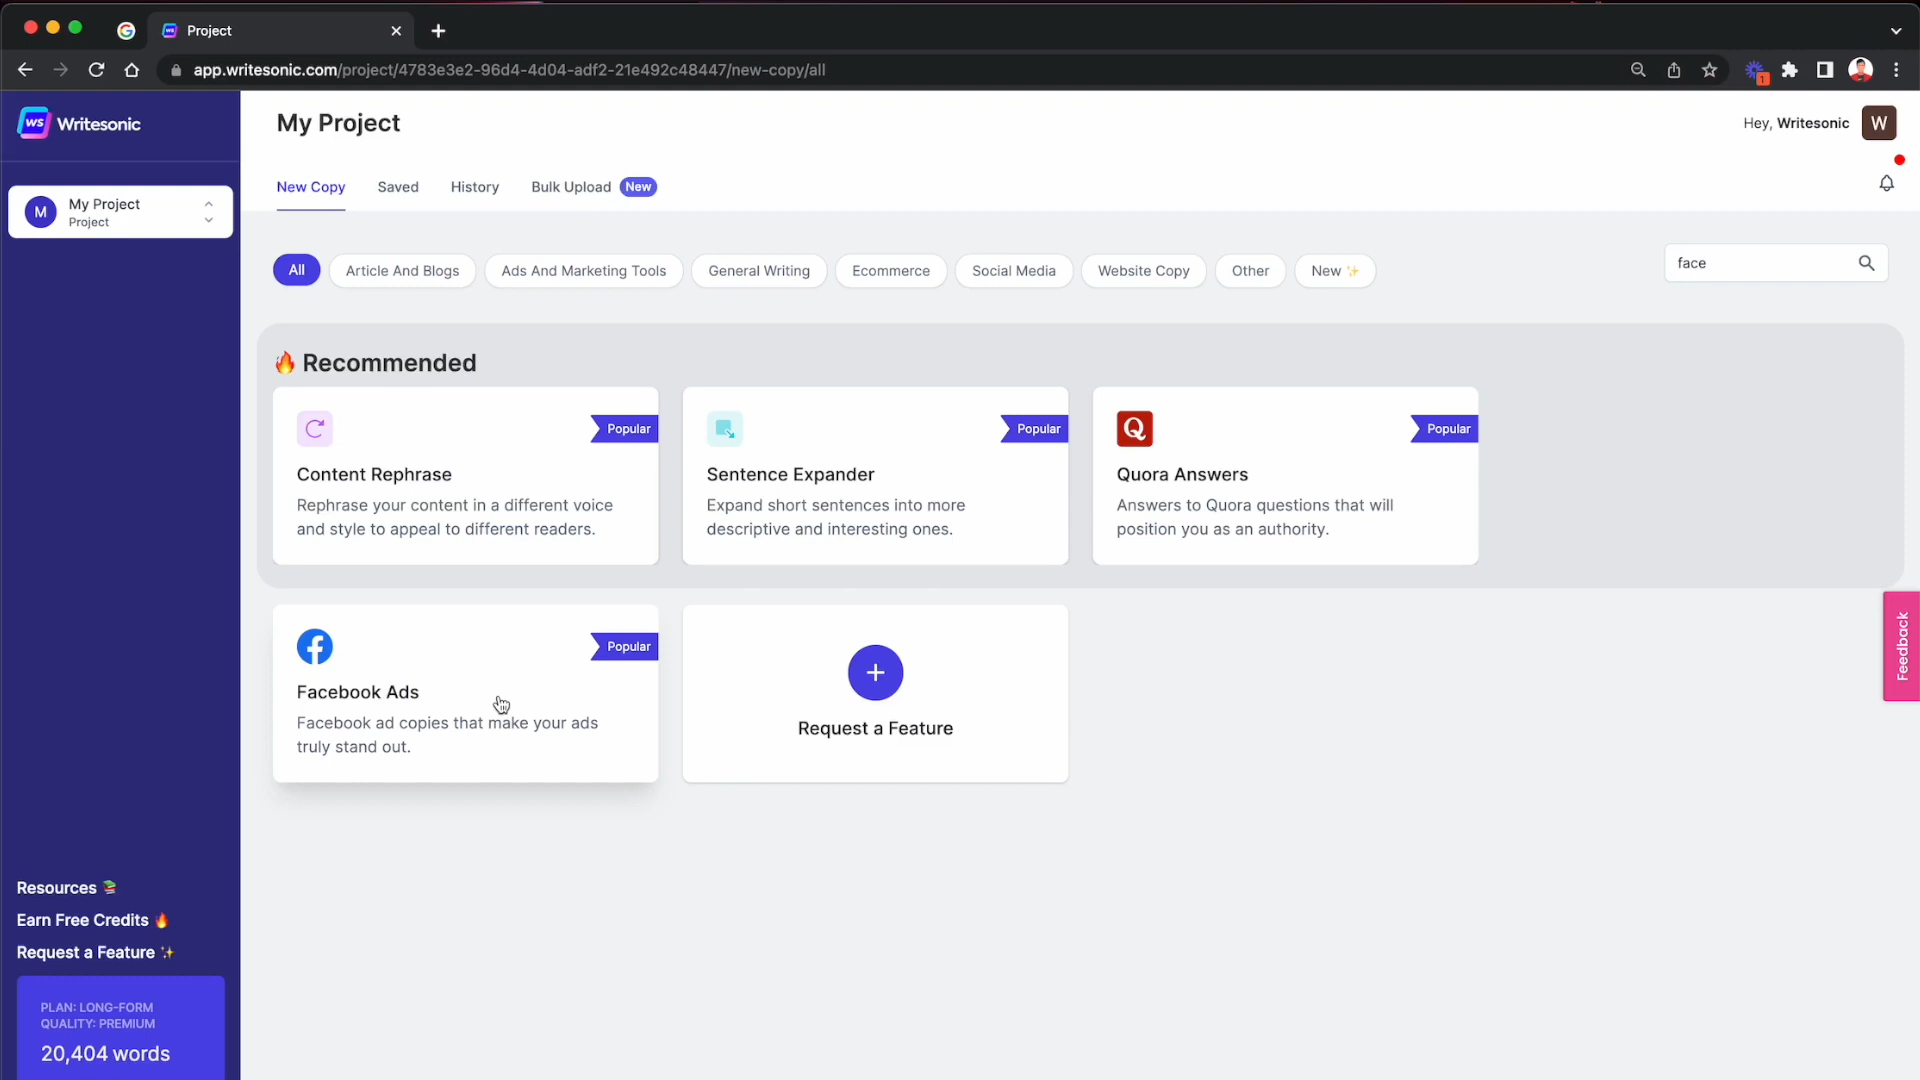 Project
app.writesonic.com/project/4783e3e2-96d4-4d04-adf2-21e492c48447/new-copy/all
1
WS Writesonic
My Project
Hey, Writesonic W
M My Project
Project
New Copy Saved History Bulk Upload New
All Article And Blogs Ads And Marketing Tools General Writing Ecommerce Social Media Website Copy Other New ✨
face
🔥 Recommended
Popular
Content Rephrase
Rephrase your content in a different voice
and style to appeal to different readers.
Popular
Sentence Expander
Expand short sentences into more
descriptive and interesting ones.
Q Popular
Quora Answers
Answers to Quora questions that will
position you as an authority.
Popular
Facebook Ads
Facebook ad copies that make your ads
truly stand out.
Request a Feature
Feedback
Resources 📚
Earn Free Credits 🔥
Request a Feature ✨
PLAN: LONG-FORM
QUALITY: PREMIUM
20,404 words